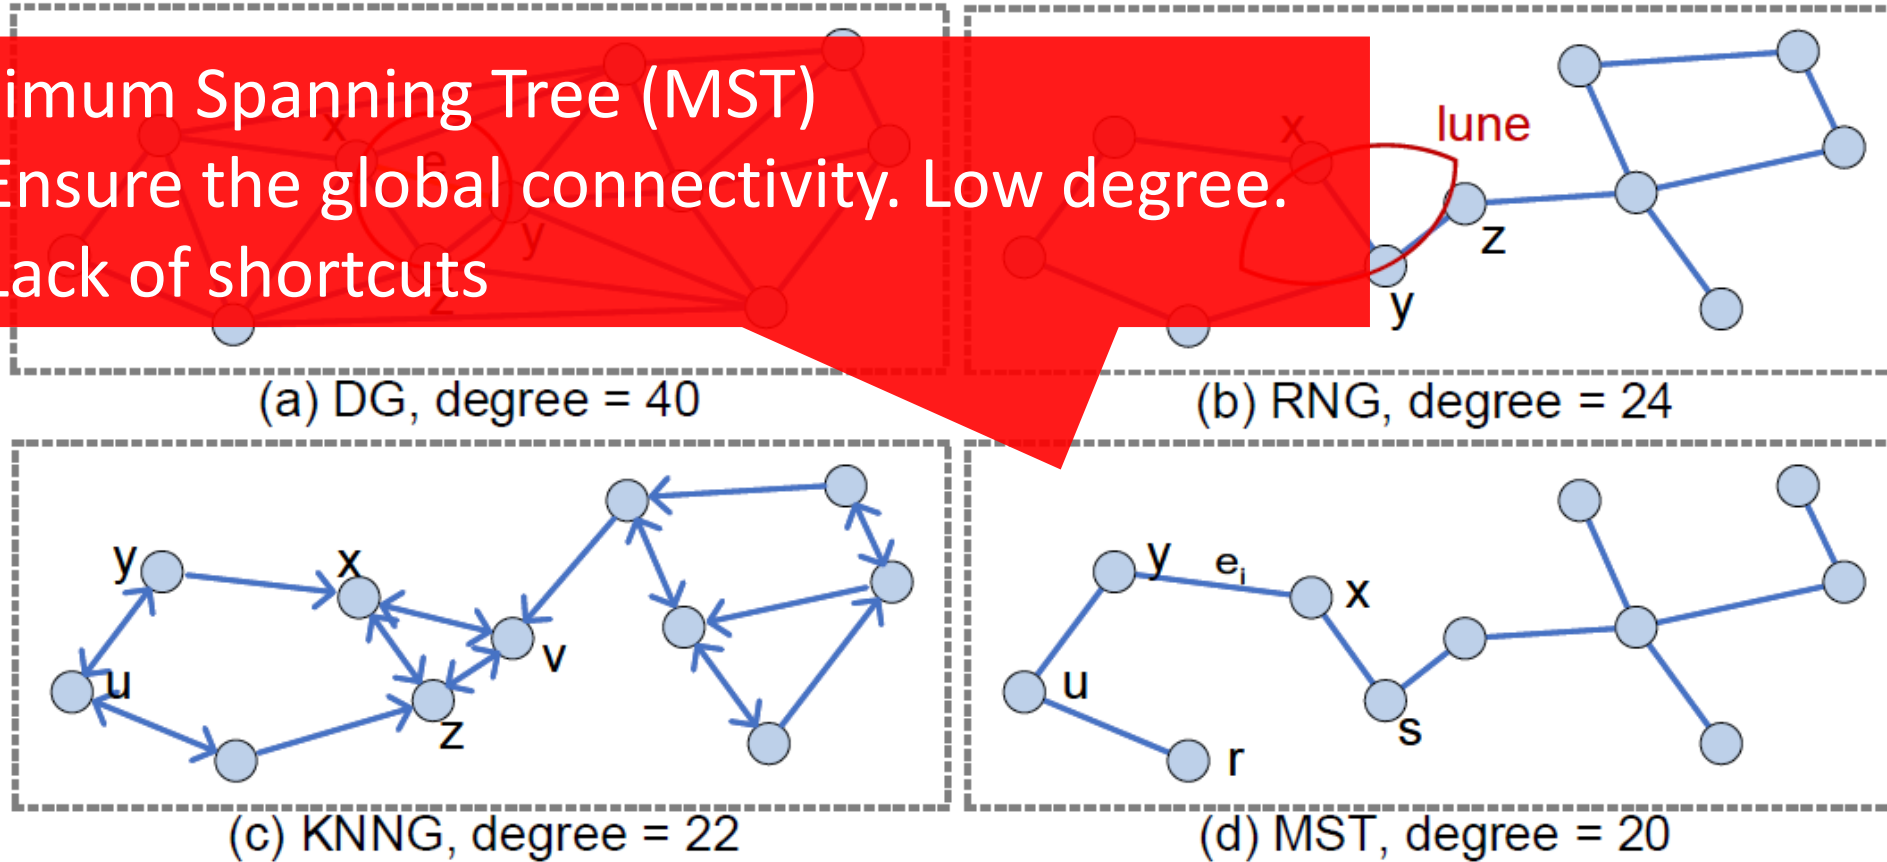 imum Spanning Tree (MST)
Ensure the global connectivity. Low degree.
Lack of shortcuts
x
e
y
z
x
lune
z
y
(a) DG, degree = 40
(b) RNG, degree = 24
y
x
v
u
z
y
ei
x
u
s
r
(c) KNNG, degree = 22
(d) MST, degree = 20